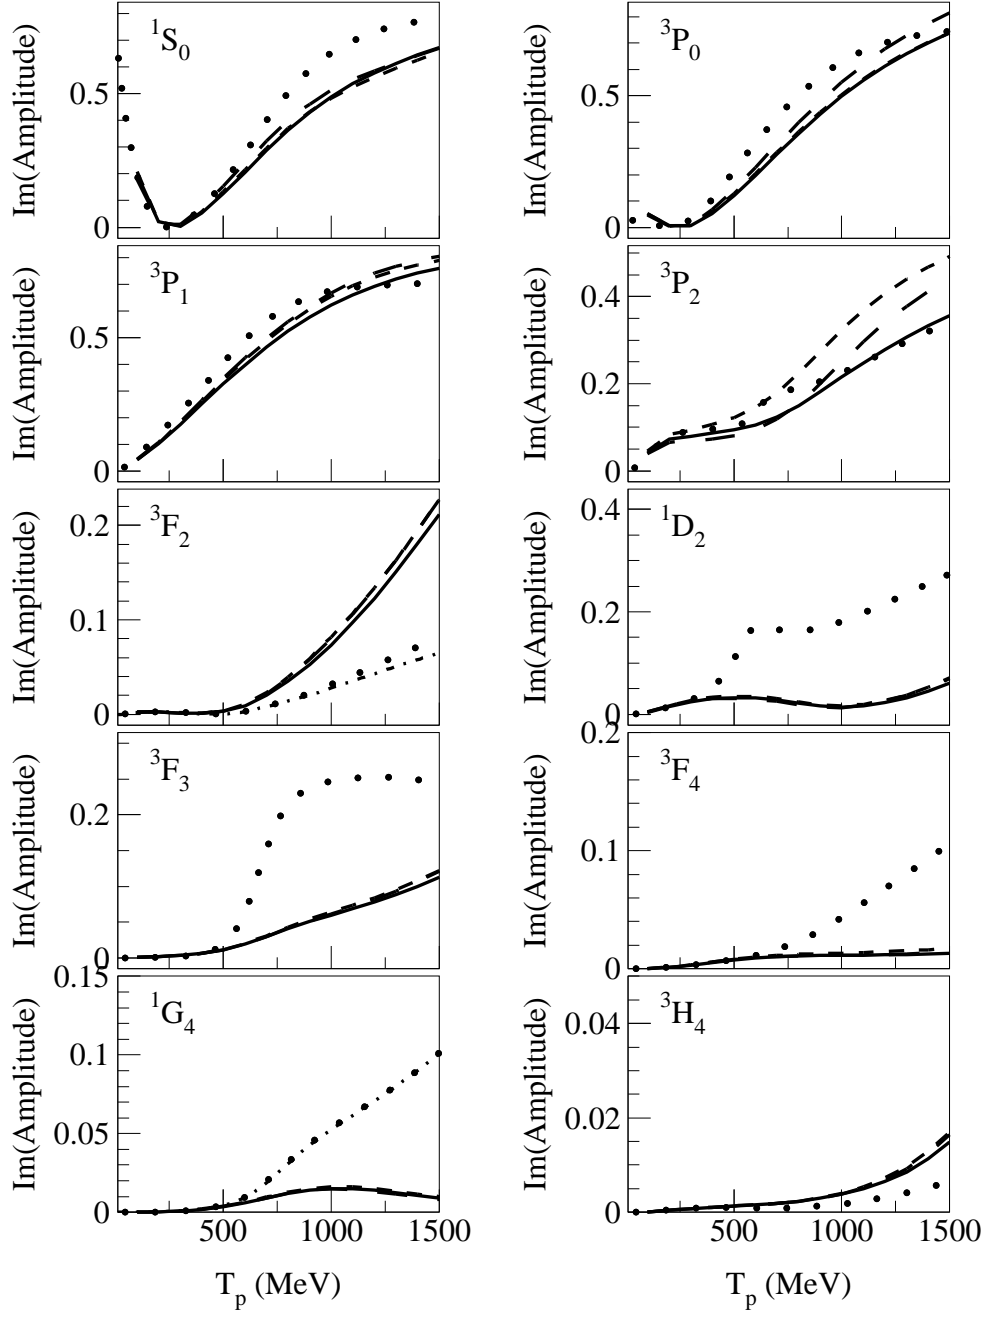 Im(Amplitude)
0.5
0
¹S₀
Im(Amplitude)
0.5
0
³P₀
Im(Amplitude)
0.5
0
³P₁
Im(Amplitude)
0.4
0.2
0
³P₂
Im(Amplitude)
0.2
0.1
0
³F₂
Im(Amplitude)
0.4
0.2
0
¹D₂
Im(Amplitude)
0.2
0
³F₃
Im(Amplitude)
0.2
0.1
0
³F₄
Im(Amplitude)
0.15
0.1
0.05
0
¹G₄
500 1000 1500
Tₚ (MeV)
Im(Amplitude)
0.04
0.02
0
³H₄
500 1000 1500
Tₚ (MeV)